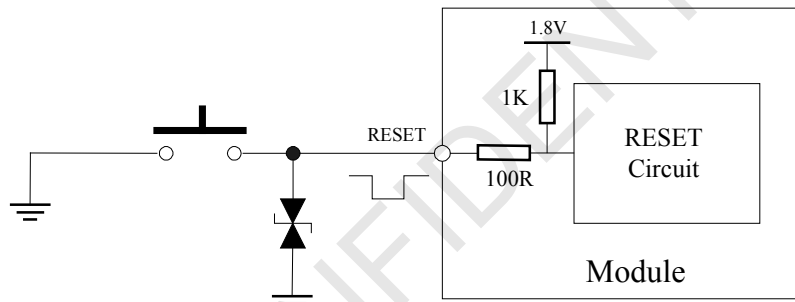 1.8V
1K
RESET
100R
RESET
Circuit
Module